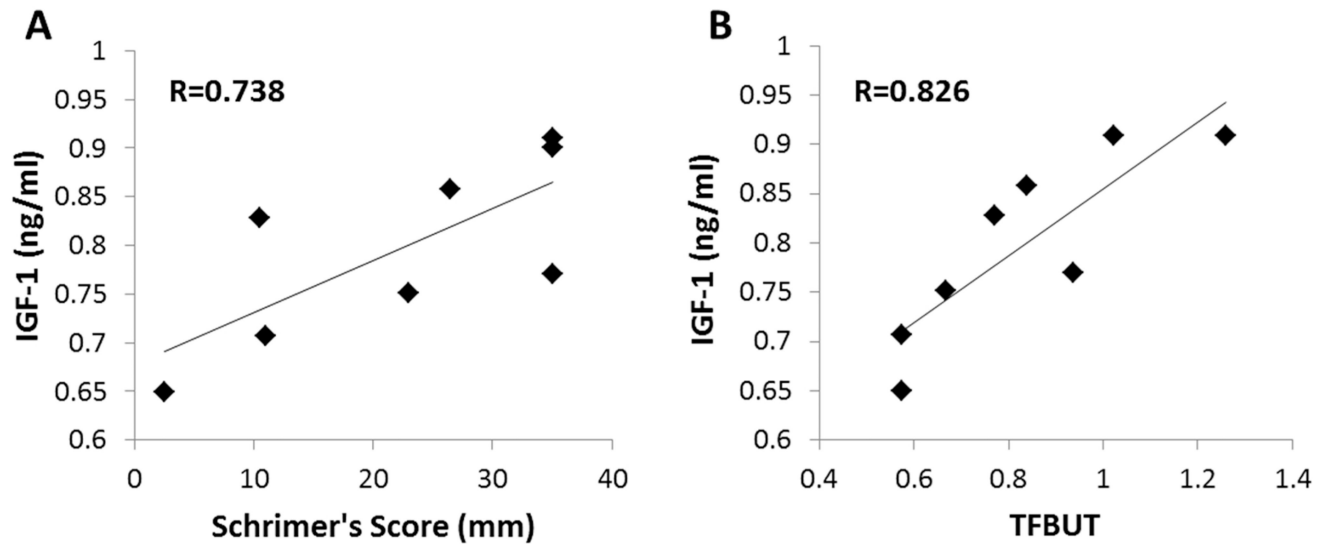 A
R=0.738
IGF-1 (ng/ml)
1
0.95
0.9
0.85
0.8
0.75
0.7
0.65
0.6
0 10 20 30 40
Schrimer's Score (mm)
B
R=0.826
IGF-1 (ng/ml)
1
0.95
0.9
0.85
0.8
0.75
0.7
0.65
0.6
0.4 0.6 0.8 1 1.2 1.4
TFBUT